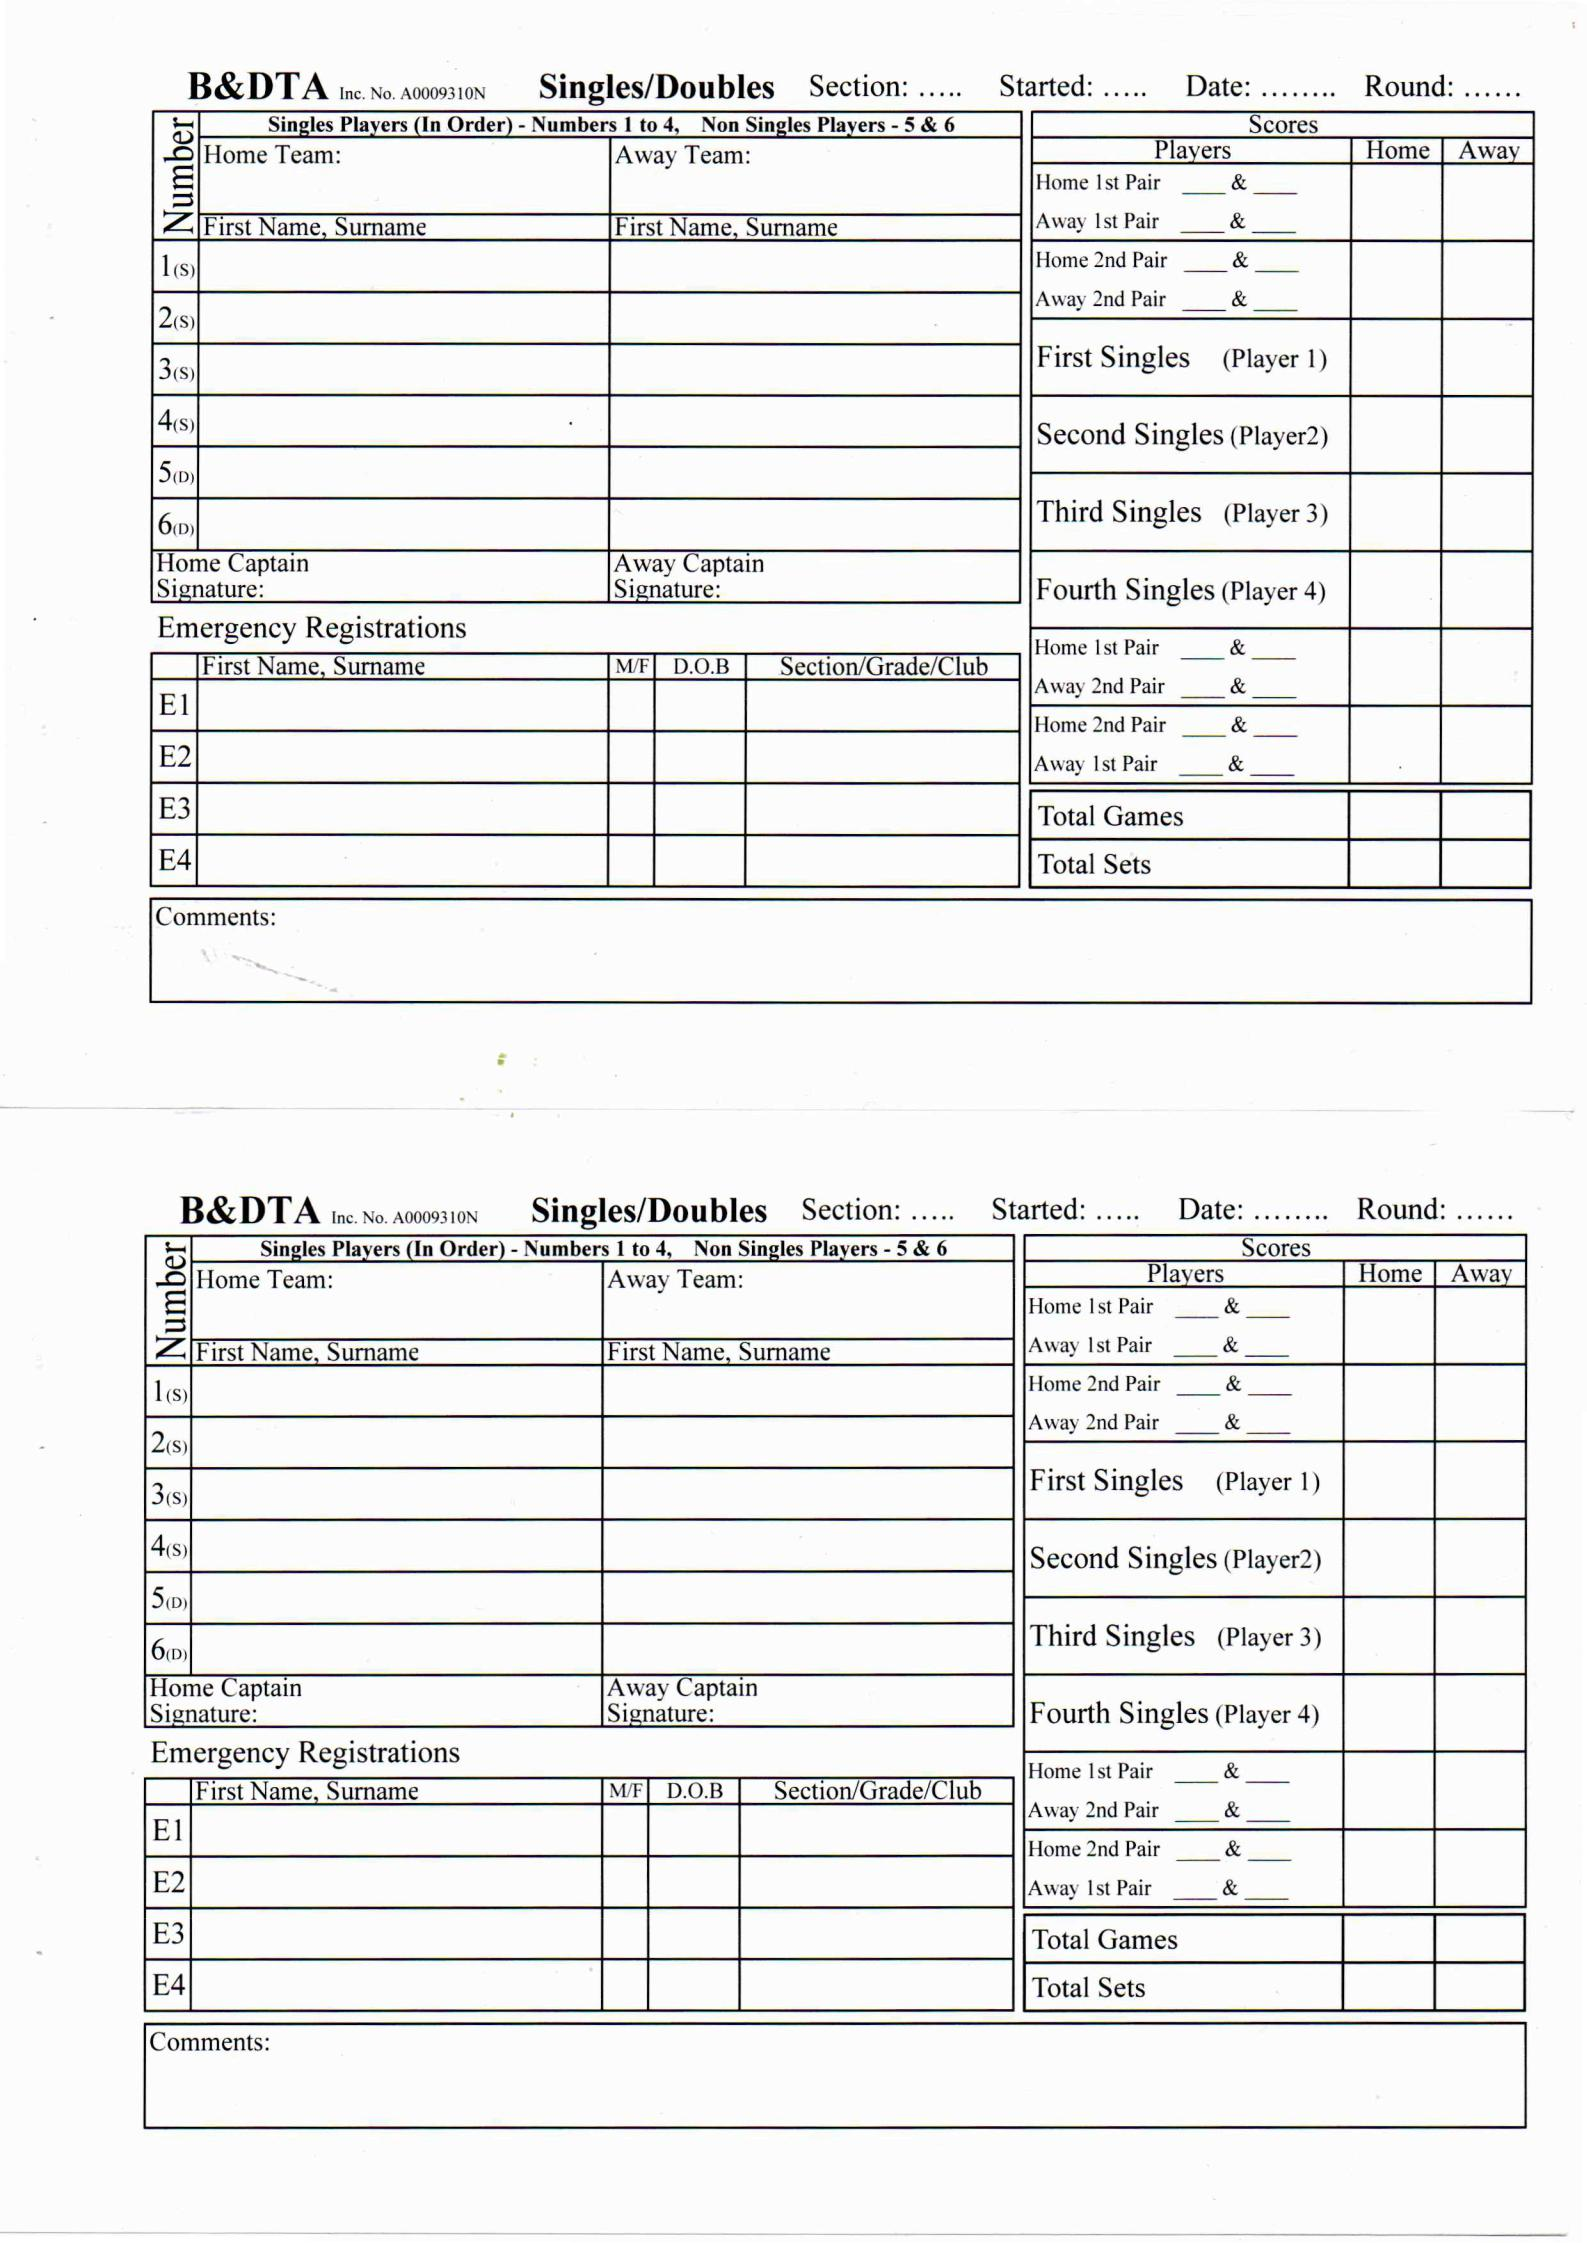 B&DTA Inc. No. A0009310N Singles/Doubles Section: ..... Started: ..... Date: ........ Round: ......
Number
Singles Players (In Order) - Numbers 1 to 4, Non Singles Players - 5 & 6
Home Team: Away Team:
First Name, Surname First Name, Surname
1(S)
2(S)
3(S)
4(S)
5(D)
6(D)
Home Captain Away Captain
Signature: Signature:
Emergency Registrations
First Name, Surname M/F D.O.B Section/Grade/Club
E1
E2
E3
E4
Scores
Players Home Away
Home 1st Pair ____ & ____
Away 1st Pair ____ & ____
Home 2nd Pair ____ & ____
Away 2nd Pair ____ & ____
First Singles (Player 1)
Second Singles (Player2)
Third Singles (Player 3)
Fourth Singles (Player 4)
Home 1st Pair ____ & ____
Away 2nd Pair ____ & ____
Home 2nd Pair ____ & ____
Away 1st Pair ____ & ____
Total Games
Total Sets
Comments:
B&DTA Inc. No. A0009310N Singles/Doubles Section: ..... Started: ..... Date: ........ Round: ......
Number
Singles Players (In Order) - Numbers 1 to 4, Non Singles Players - 5 & 6
Home Team: Away Team:
First Name, Surname First Name, Surname
1(S)
2(S)
3(S)
4(S)
5(D)
6(D)
Home Captain Away Captain
Signature: Signature:
Emergency Registrations
First Name, Surname M/F D.O.B Section/Grade/Club
E1
E2
E3
E4
Scores
Players Home Away
Home 1st Pair ____ & ____
Away 1st Pair ____ & ____
Home 2nd Pair ____ & ____
Away 2nd Pair ____ & ____
First Singles (Player 1)
Second Singles (Player2)
Third Singles (Player 3)
Fourth Singles (Player 4)
Home 1st Pair ____ & ____
Away 2nd Pair ____ & ____
Home 2nd Pair ____ & ____
Away 1st Pair ____ & ____
Total Games
Total Sets
Comments: